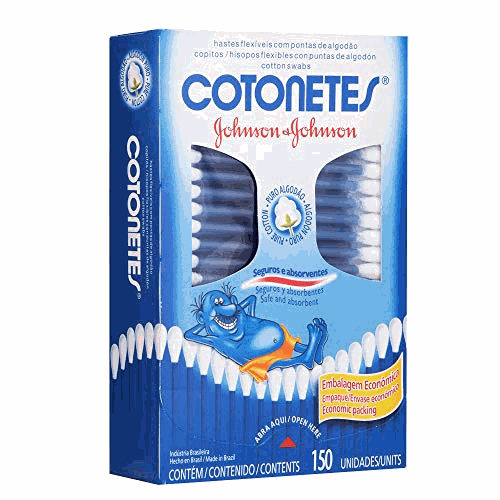 hastes flexíveis com pontas de algodão
copitos / hisopos flexibles con puntas de algodón
cotton swabs
COTONETES®
Johnson & Johnson
PURO ALGODÃO • ALGODÓN PURO • PURE COTTON •
Seguros e absorventes
Seguros y absorbentes
Safe and absorbent
Embalagem Econômica
Empaque/Envase económico
Economic packing
ABRA AQUI / OPEN HERE
Indústria Brasileira
Hecho en Brasil / Made in Brazil
CONTÉM/CONTENIDO/CONTENTS 150 UNIDADES/UNITS
COTONETES®